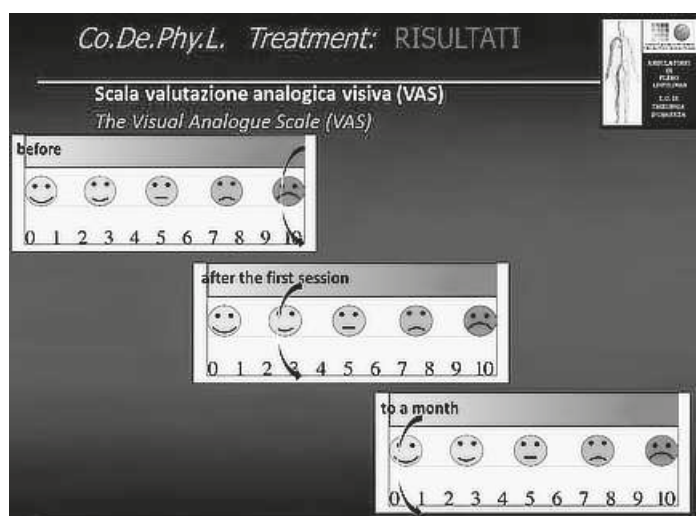 Co.De.Phy.L. Treatment: RISULTATI
Scala valutazione analogica visiva (VAS)
The Visual Analogue Scale (VAS)
before
0 1 2 3 4 5 6 7 8 9 10
after the first session
0 1 2 3 4 5 6 7 8 9 10
to a month
0 1 2 3 4 5 6 7 8 9 10